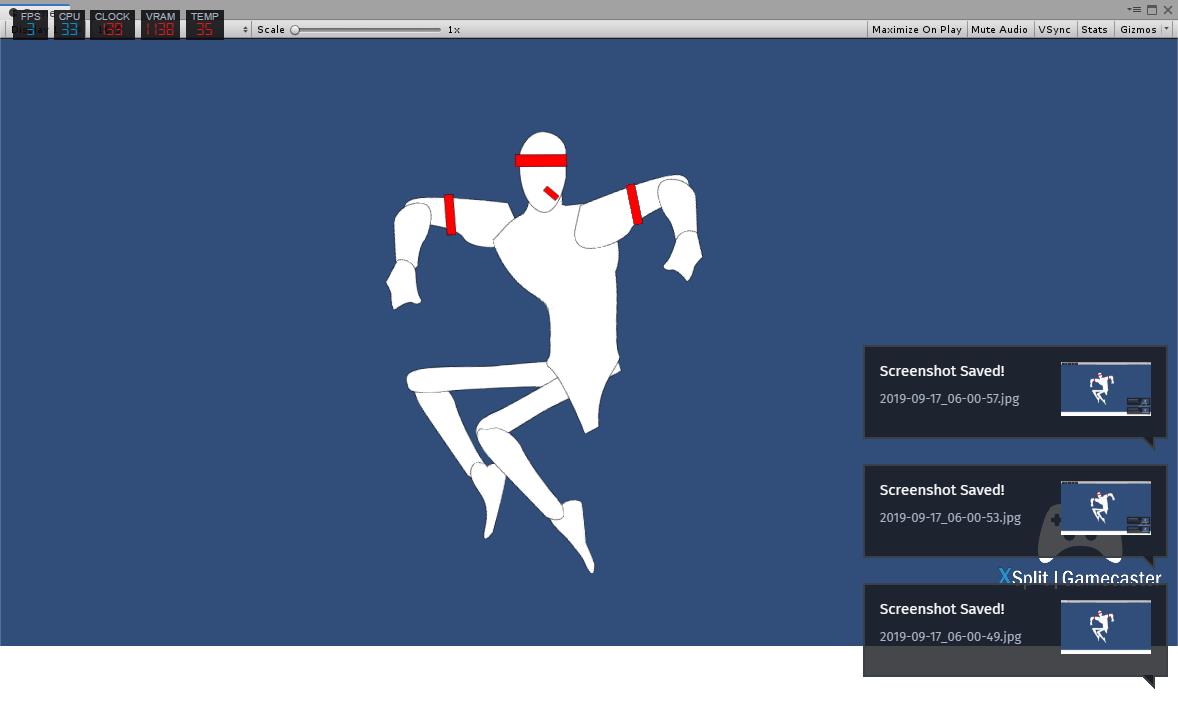 FPS CPU CLOCK VRAM TEMP
3 33 139 1138 35
Scale 1x Maximize On Play Mute Audio VSync Stats Gizmos
Screenshot Saved!
2019-09-17_06-00-57.jpg
Screenshot Saved!
2019-09-17_06-00-53.jpg
XSplit | Gamecaster
Screenshot Saved!
2019-09-17_06-00-49.jpg